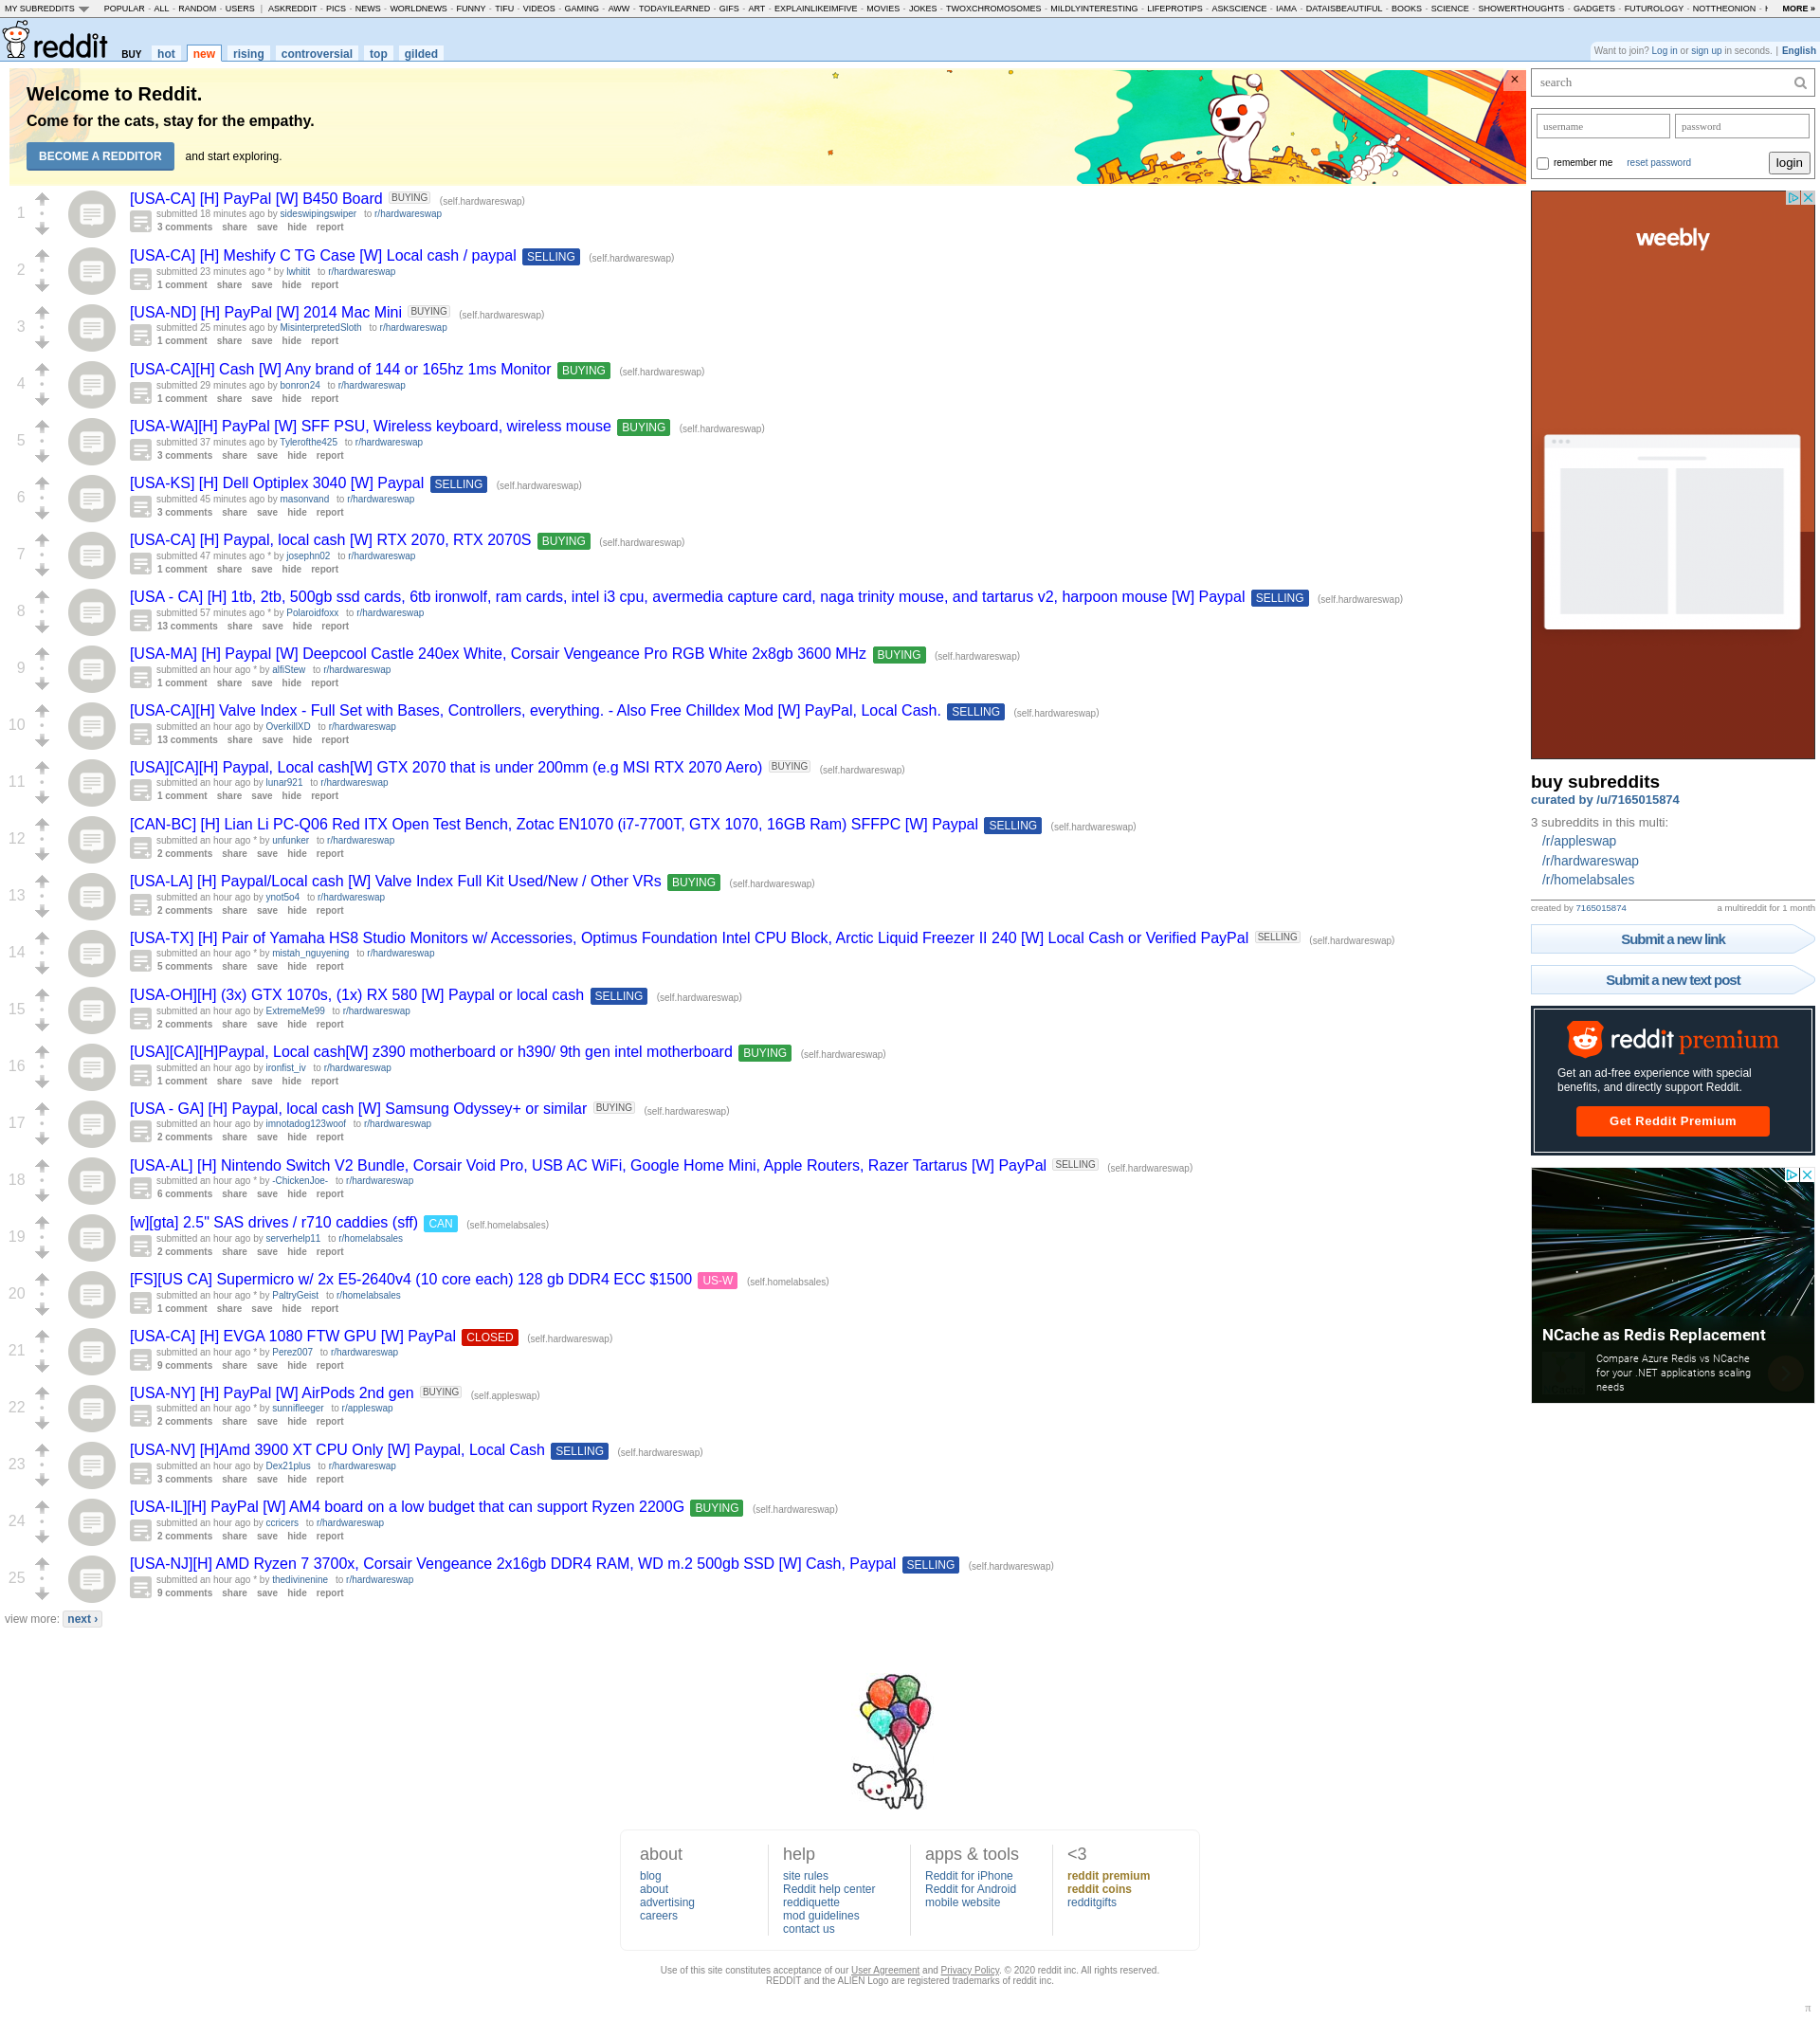 MY SUBREDDITS POPULAR - ALL - RANDOM - USERS | ASKREDDIT - PICS - NEWS - WORLDNEWS - FUNNY - TIFU - VIDEOS - GAMING - AWW - TODAYILEARNED - GIFS - ART - EXPLAINLIKEIMFIVE - MOVIES - JOKES - TWOXCHROMOSOMES - MILDLYINTERESTING - LIFEPROTIPS - ASKSCIENCE - IAMA - DATAISBEAUTIFUL - BOOKS - SCIENCE - SHOWERTHOUGHTS - GADGETS - FUTUROLOGY - NOTTHEONION - MORE »
reddit BUY hot new rising controversial top gilded
Want to join? Log in or sign up in seconds. | English
Welcome to Reddit.
Come for the cats, stay for the empathy.
BECOME A REDDITOR and start exploring.
×
1
[USA-CA] [H] PayPal [W] B450 Board BUYING (self.hardwareswap)
submitted 18 minutes ago by sideswipingswiper to r/hardwareswap
3 comments share save hide report
2
[USA-CA] [H] Meshify C TG Case [W] Local cash / paypal SELLING (self.hardwareswap)
submitted 23 minutes ago * by lwhitit to r/hardwareswap
1 comment share save hide report
3
[USA-ND] [H] PayPal [W] 2014 Mac Mini BUYING (self.hardwareswap)
submitted 25 minutes ago by MisinterpretedSloth to r/hardwareswap
1 comment share save hide report
4
[USA-CA][H] Cash [W] Any brand of 144 or 165hz 1ms Monitor BUYING (self.hardwareswap)
submitted 29 minutes ago by bonron24 to r/hardwareswap
1 comment share save hide report
5
[USA-WA][H] PayPal [W] SFF PSU, Wireless keyboard, wireless mouse BUYING (self.hardwareswap)
submitted 37 minutes ago by Tylerofthe425 to r/hardwareswap
3 comments share save hide report
6
[USA-KS] [H] Dell Optiplex 3040 [W] Paypal SELLING (self.hardwareswap)
submitted 45 minutes ago by masonvand to r/hardwareswap
3 comments share save hide report
7
[USA-CA] [H] Paypal, local cash [W] RTX 2070, RTX 2070S BUYING (self.hardwareswap)
submitted 47 minutes ago * by josephn02 to r/hardwareswap
1 comment share save hide report
8
[USA - CA] [H] 1tb, 2tb, 500gb ssd cards, 6tb ironwolf, ram cards, intel i3 cpu, avermedia capture card, naga trinity mouse, and tartarus v2, harpoon mouse [W] Paypal SELLING (self.hardwareswap)
submitted 57 minutes ago * by Polaroidfoxx to r/hardwareswap
13 comments share save hide report
9
[USA-MA] [H] Paypal [W] Deepcool Castle 240ex White, Corsair Vengeance Pro RGB White 2x8gb 3600 MHz BUYING (self.hardwareswap)
submitted an hour ago * by alfiStew to r/hardwareswap
1 comment share save hide report
10
[USA-CA][H] Valve Index - Full Set with Bases, Controllers, everything. - Also Free Chilldex Mod [W] PayPal, Local Cash. SELLING (self.hardwareswap)
submitted an hour ago by OverkillXD to r/hardwareswap
13 comments share save hide report
11
[USA][CA][H] Paypal, Local cash[W] GTX 2070 that is under 200mm (e.g MSI RTX 2070 Aero) BUYING (self.hardwareswap)
submitted an hour ago by lunar921 to r/hardwareswap
1 comment share save hide report
12
[CAN-BC] [H] Lian Li PC-Q06 Red ITX Open Test Bench, Zotac EN1070 (i7-7700T, GTX 1070, 16GB Ram) SFFPC [W] Paypal SELLING (self.hardwareswap)
submitted an hour ago by unfunker to r/hardwareswap
2 comments share save hide report
13
[USA-LA] [H] Paypal/Local cash [W] Valve Index Full Kit Used/New / Other VRs BUYING (self.hardwareswap)
submitted an hour ago by ynot5o4 to r/hardwareswap
2 comments share save hide report
14
[USA-TX] [H] Pair of Yamaha HS8 Studio Monitors w/ Accessories, Optimus Foundation Intel CPU Block, Arctic Liquid Freezer II 240 [W] Local Cash or Verified PayPal SELLING (self.hardwareswap)
submitted an hour ago * by mistah_nguyening to r/hardwareswap
5 comments share save hide report
15
[USA-OH][H] (3x) GTX 1070s, (1x) RX 580 [W] Paypal or local cash SELLING (self.hardwareswap)
submitted an hour ago by ExtremeMe99 to r/hardwareswap
2 comments share save hide report
16
[USA][CA][H]Paypal, Local cash[W] z390 motherboard or h390/ 9th gen intel motherboard BUYING (self.hardwareswap)
submitted an hour ago by ironfist_iv to r/hardwareswap
1 comment share save hide report
17
[USA - GA] [H] Paypal, local cash [W] Samsung Odyssey+ or similar BUYING (self.hardwareswap)
submitted an hour ago by imnotadog123woof to r/hardwareswap
2 comments share save hide report
18
[USA-AL] [H] Nintendo Switch V2 Bundle, Corsair Void Pro, USB AC WiFi, Google Home Mini, Apple Routers, Razer Tartarus [W] PayPal SELLING (self.hardwareswap)
submitted an hour ago * by -ChickenJoe- to r/hardwareswap
6 comments share save hide report
19
[w][gta] 2.5" SAS drives / r710 caddies (sff) CAN (self.homelabsales)
submitted an hour ago by serverhelp11 to r/homelabsales
2 comments share save hide report
20
[FS][US CA] Supermicro w/ 2x E5-2640v4 (10 core each) 128 gb DDR4 ECC $1500 US-W (self.homelabsales)
submitted an hour ago * by PaltryGeist to r/homelabsales
1 comment share save hide report
21
[USA-CA] [H] EVGA 1080 FTW GPU [W] PayPal CLOSED (self.hardwareswap)
submitted an hour ago * by Perez007 to r/hardwareswap
9 comments share save hide report
22
[USA-NY] [H] PayPal [W] AirPods 2nd gen BUYING (self.appleswap)
submitted an hour ago * by sunnifleeger to r/appleswap
2 comments share save hide report
23
[USA-NV] [H]Amd 3900 XT CPU Only [W] Paypal, Local Cash SELLING (self.hardwareswap)
submitted an hour ago by Dex21plus to r/hardwareswap
3 comments share save hide report
24
[USA-IL][H] PayPal [W] AM4 board on a low budget that can support Ryzen 2200G BUYING (self.hardwareswap)
submitted an hour ago by ccricers to r/hardwareswap
2 comments share save hide report
25
[USA-NJ][H] AMD Ryzen 7 3700x, Corsair Vengeance 2x16gb DDR4 RAM, WD m.2 500gb SSD [W] Cash, Paypal SELLING (self.hardwareswap)
submitted an hour ago * by thedivinenine to r/hardwareswap
9 comments share save hide report
view more: next ›
search
username password
remember me reset password login
weebly
buy subreddits
curated by /u/7165015874
3 subreddits in this multi:
/r/appleswap
/r/hardwareswap
/r/homelabsales
created by 7165015874 a multireddit for 1 month
Submit a new link
Submit a new text post
reddit premium
Get an ad-free experience with special
benefits, and directly support Reddit.
Get Reddit Premium
NCache as Redis Replacement
Compare Azure Redis vs NCache
for your .NET applications scaling
needs
about
blog
about
advertising
careers
help
site rules
Reddit help center
reddiquette
mod guidelines
contact us
apps & tools
Reddit for iPhone
Reddit for Android
mobile website
<3
reddit premium
reddit coins
redditgifts
Use of this site constitutes acceptance of our User Agreement and Privacy Policy. © 2020 reddit inc. All rights reserved.
REDDIT and the ALIEN Logo are registered trademarks of reddit inc.
π